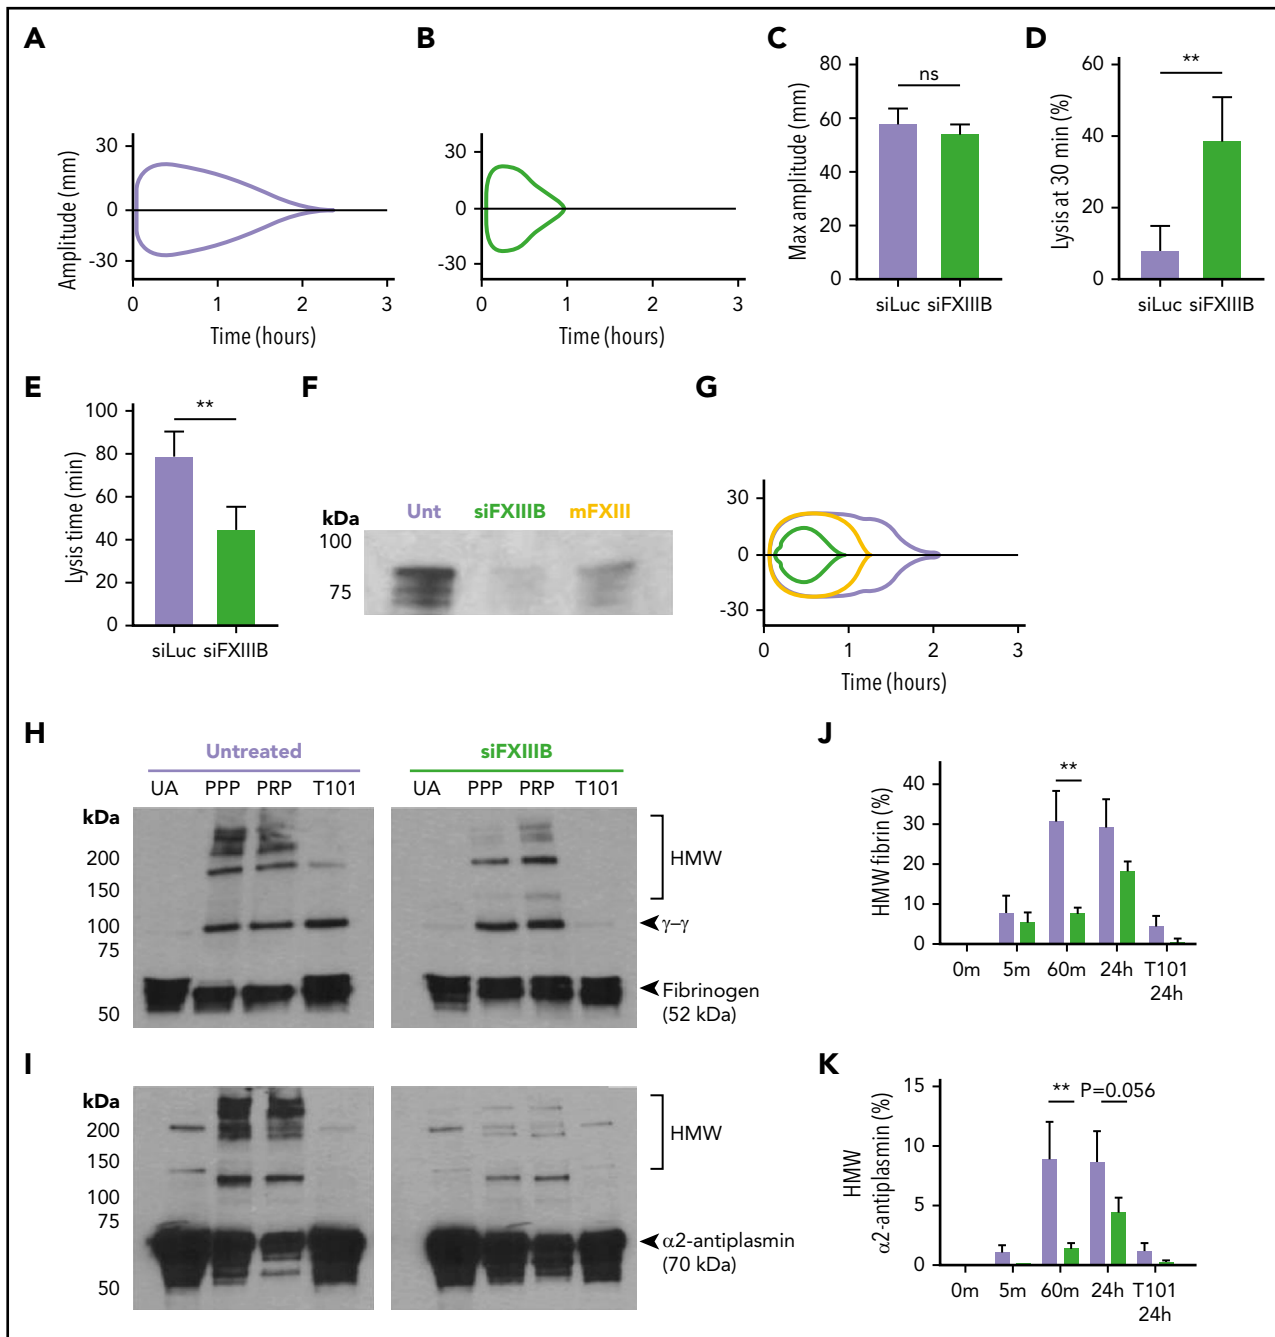 A
B
C
D
Amplitude (mm)
30
0
-30
0 1 2 3
Time (hours)
30
0
-30
0 1 2 3
Time (hours)
Max amplitude (mm)
80
60
40
20
0
ns
siLuc siFXIIIB
Lysis at 30 min (%)
60
40
20
0
**
siLuc siFXIIIB
E
F
G
Lysis time (min)
100
80
60
40
20
0
**
siLuc siFXIIIB
kDa
100
75
Unt siFXIIIB mFXIII
30
0
-30
0 1 2 3
Time (hours)
H
Untreated
siFXIIIB
UA PPP PRP T101
UA PPP PRP T101
kDa
200
150
100
75
50
HMW
γ–γ
Fibrinogen
(52 kDa)
J
HMW fibrin (%)
40
30
20
10
0
**
0m 5m 60m 24h T101
24h
I
kDa
200
150
100
75
50
HMW
α2-antiplasmin
(70 kDa)
K
HMW
α2-antiplasmin (%)
15
10
5
0
** P=0.056
0m 5m 60m 24h T101
24h